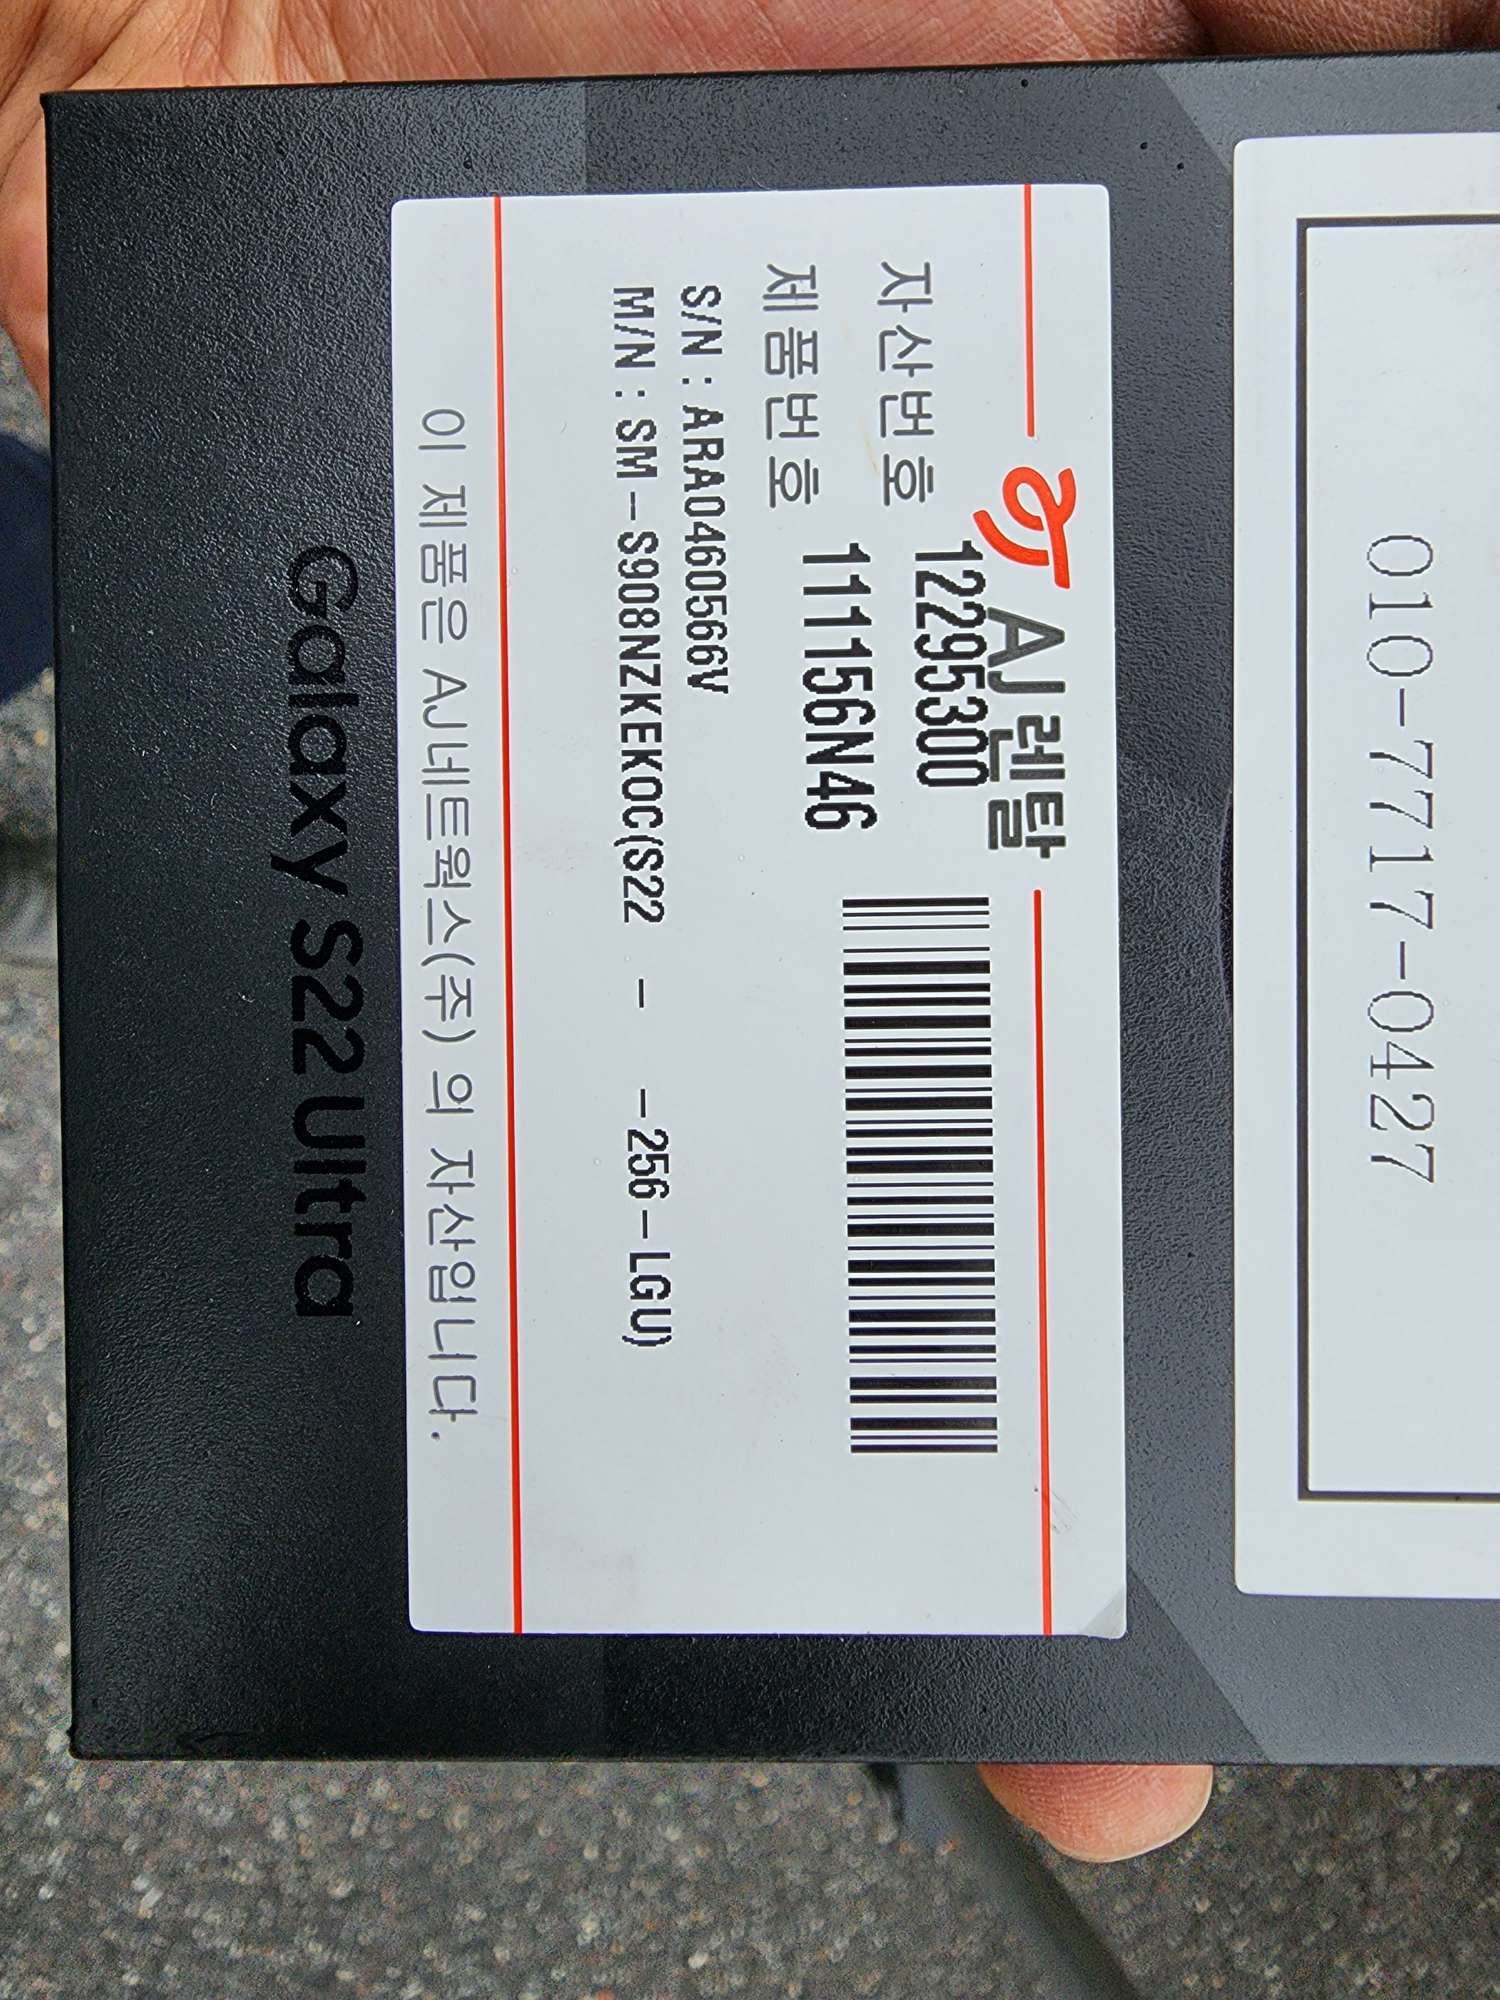 010-7717-0427
AJ렌탈
자산번호 12295300
제품번호 111156N46
S/N : ARA0460566V
M/N : SM-S908NZKEKOC(S22 - -256-LGU)
이 제품은 AJ네트웍스(주) 의 자산입니다.
Galaxy S22 Ultra